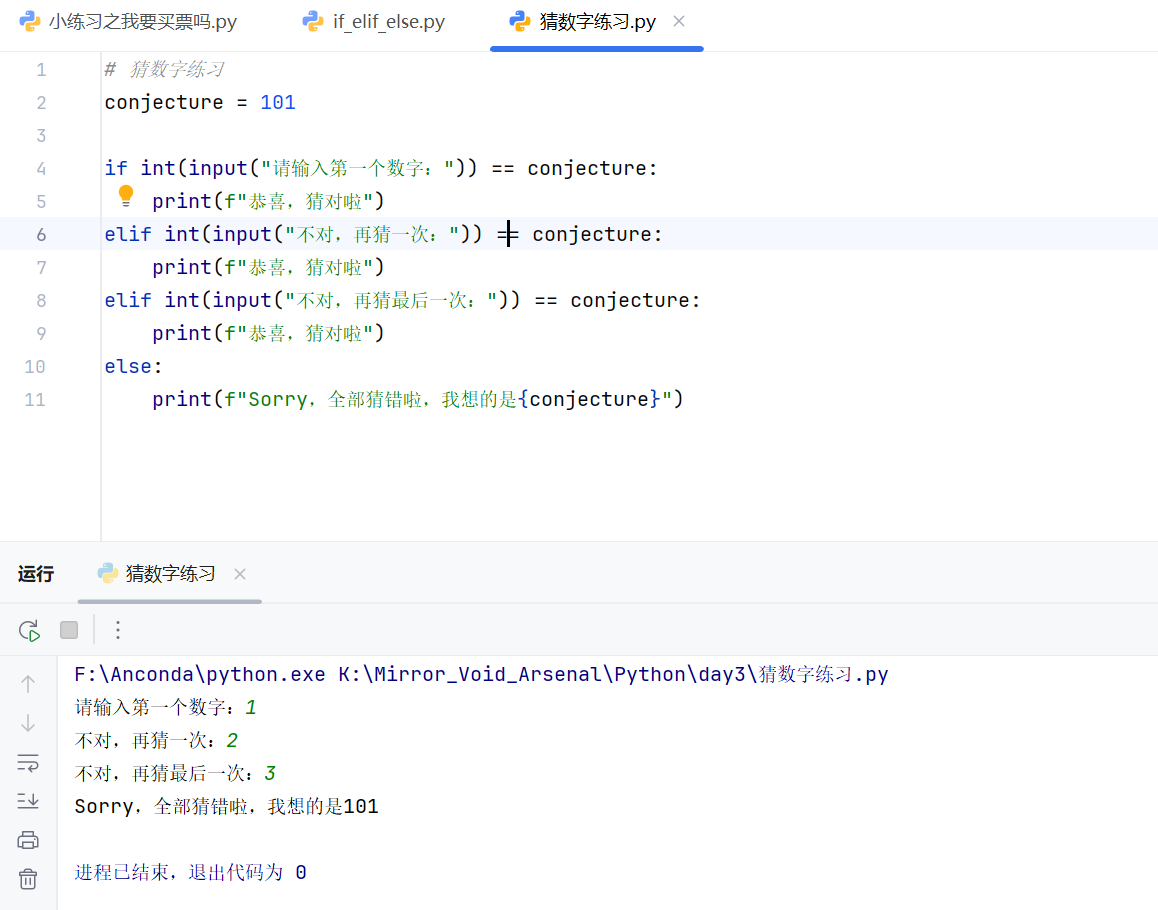 小练习之我要买票吗.py if_elif_else.py 猜数字练习.py
1 # 猜数字练习
2 conjecture = 101
3
4 if int(input("请输入第一个数字：")) == conjecture:
5     print(f"恭喜，猜对啦")
6 elif int(input("不对，再猜一次：")) == conjecture:
7     print(f"恭喜，猜对啦")
8 elif int(input("不对，再猜最后一次：")) == conjecture:
9     print(f"恭喜，猜对啦")
10 else:
11     print(f"Sorry，全部猜错啦，我想的是{conjecture}")
运行 猜数字练习
F:\Anconda\python.exe K:\Mirror_Void_Arsenal\Python\day3\猜数字练习.py
请输入第一个数字：1
不对，再猜一次：2
不对，再猜最后一次：3
Sorry，全部猜错啦，我想的是101
进程已结束，退出代码为 0